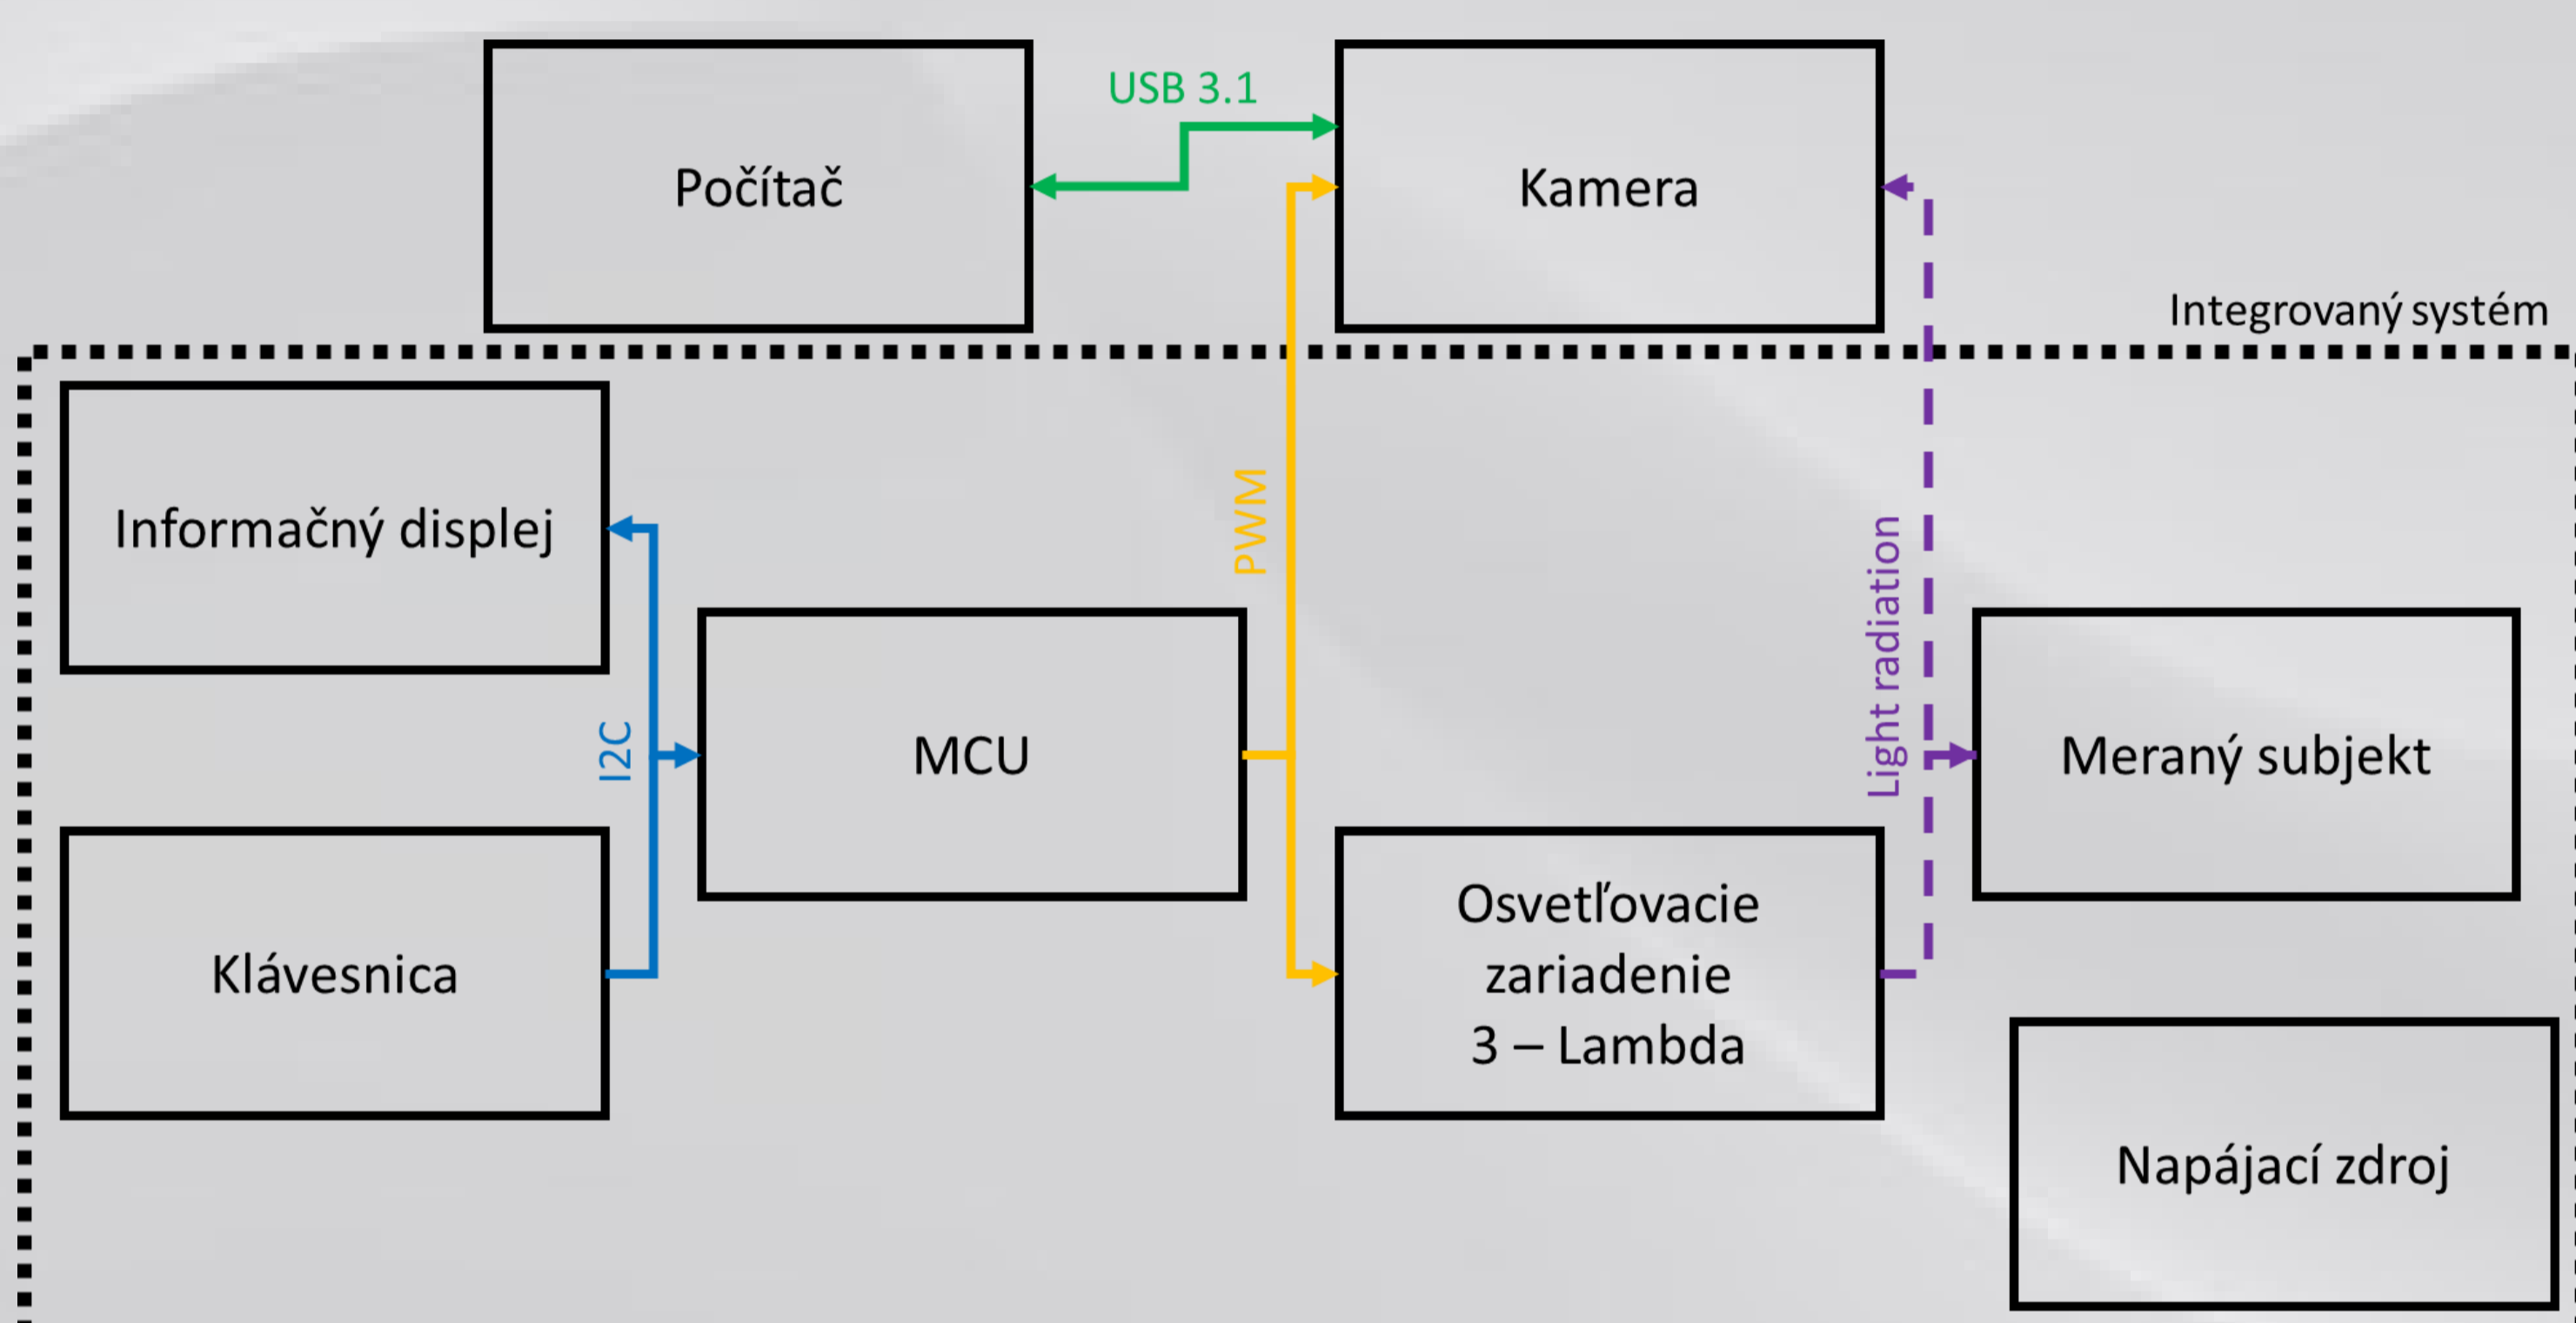 USB 3.1
Počítač
Kamera
Integrovaný systém
Informačný displej
PWM
Light radiation
I2C
MCU
Meraný subjekt
Klávesnica
Osvetľovacie
zariadenie
3 – Lambda
Napájací zdroj